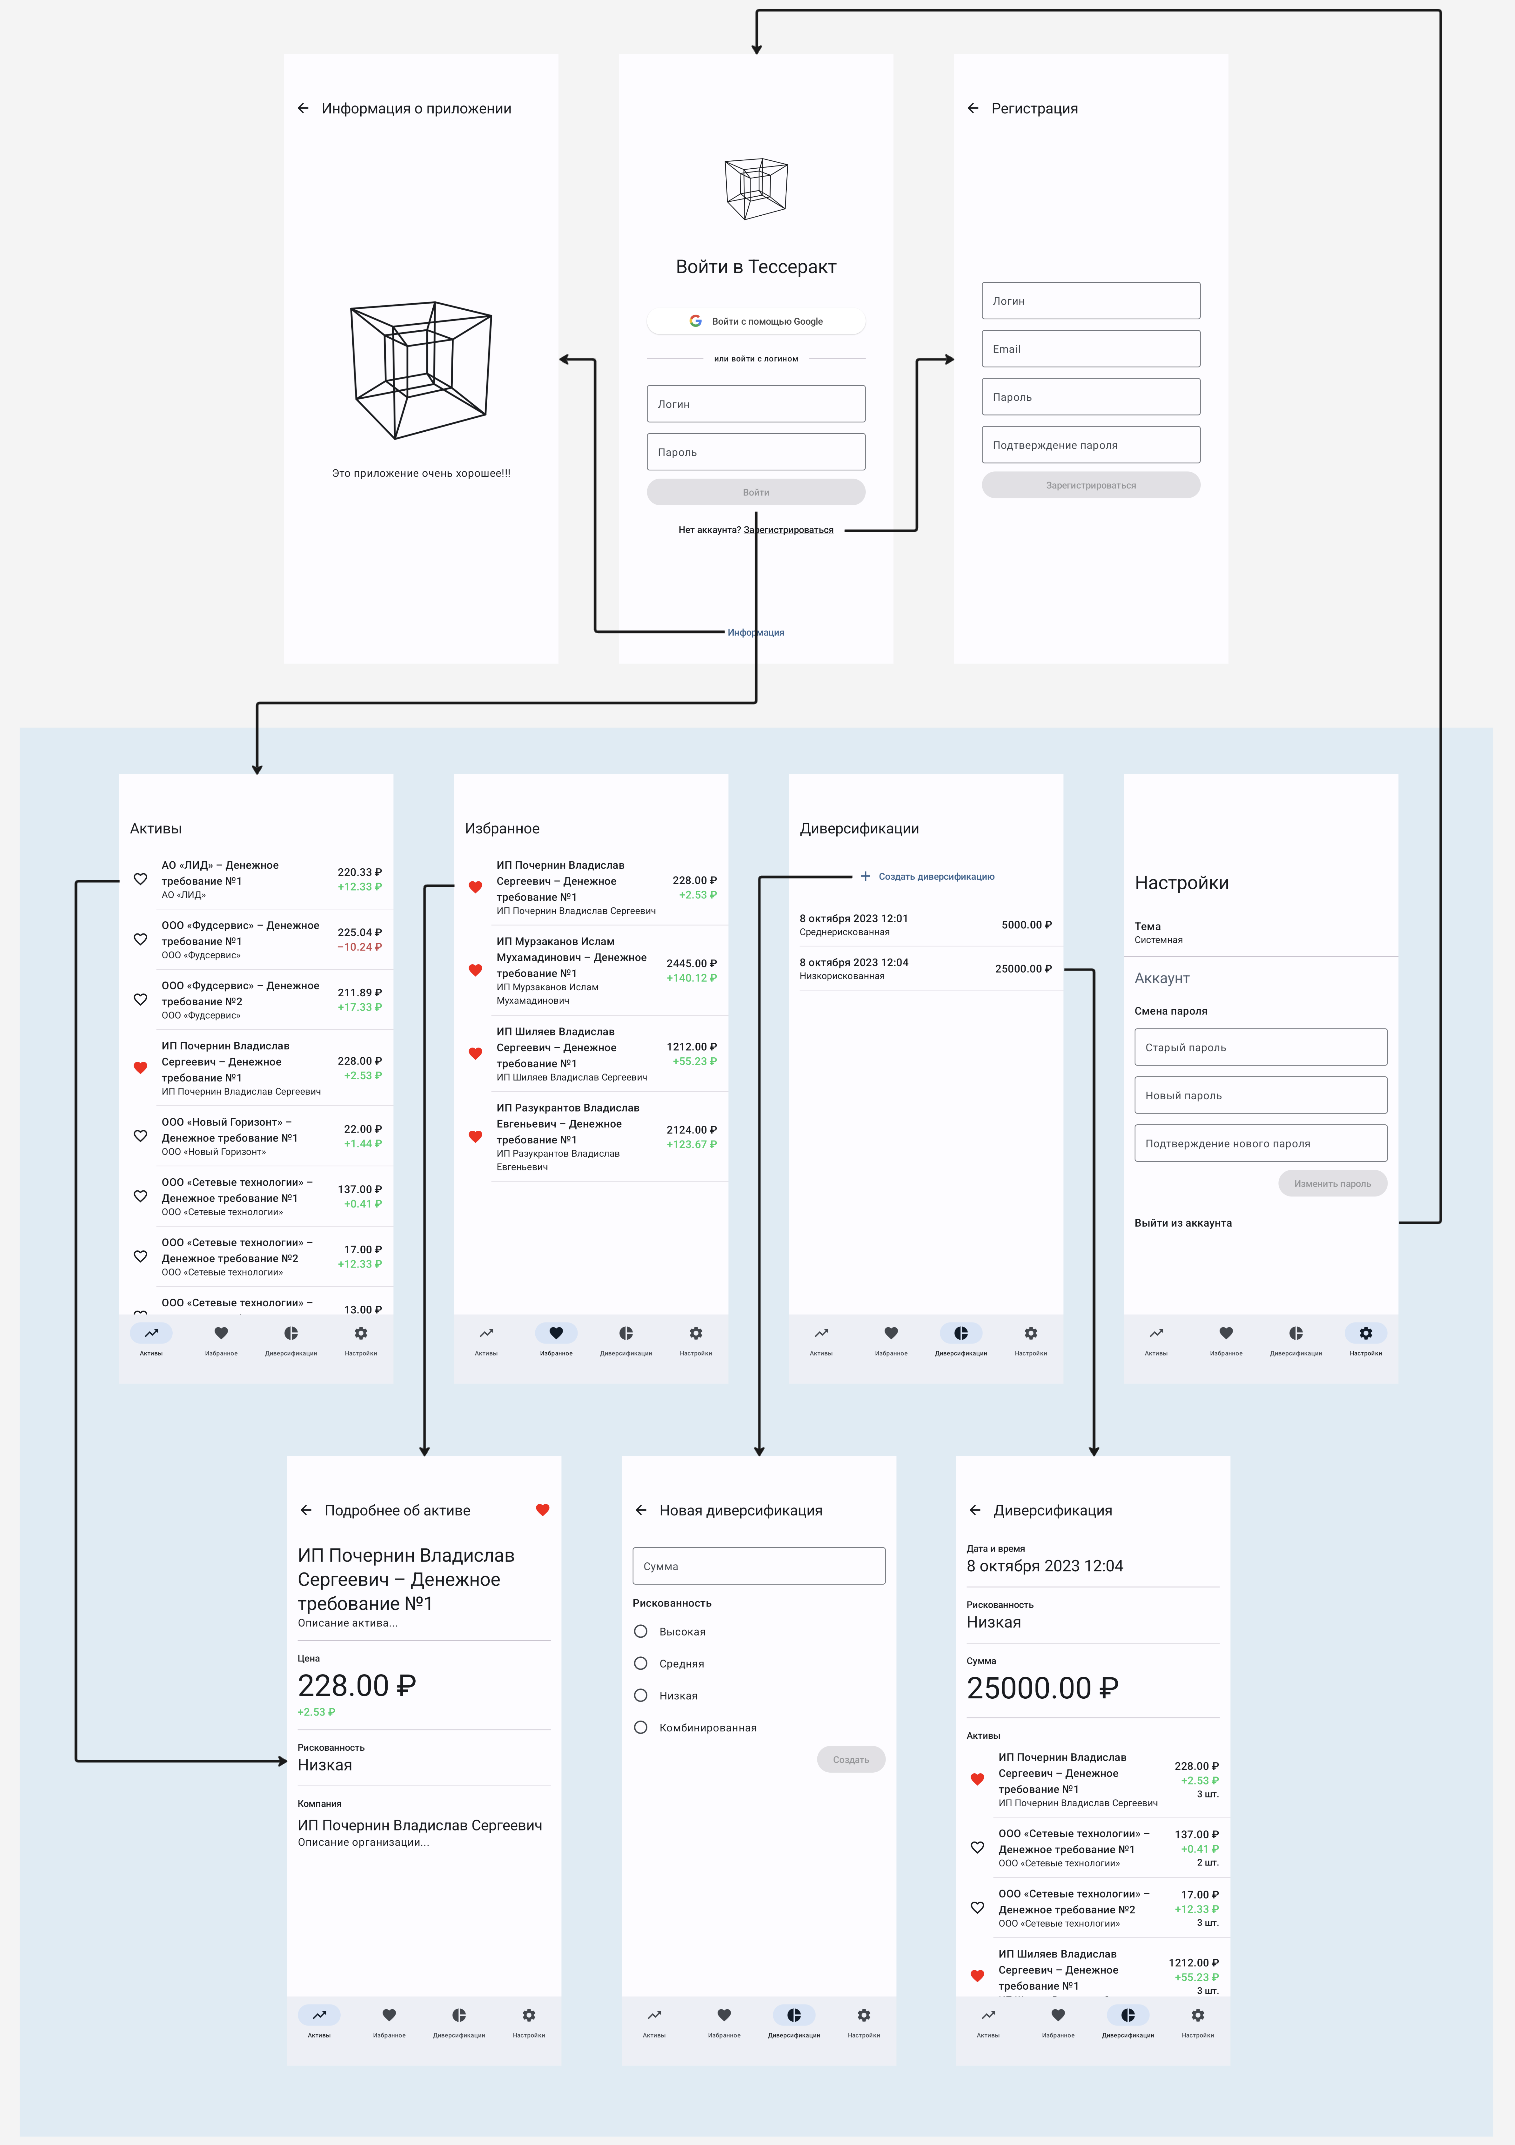 Информация о приложении
Это приложение очень хорошее!!!
Войти в Тессеракт
Войти с помощью Google
или войти с логином
Логин
Пароль
Войти
Нет аккаунта? Зарегистрироваться
Информация
Регистрация
Логин
Email
Пароль
Подтверждение пароля
Зарегистрироваться
Активы
АО «ЛИД» – Денежное
требование №1
АО «ЛИД»
220.33 ₽
+12.33 ₽
ООО «Фудсервис» – Денежное
требование №1
ООО «Фудсервис»
225.04 ₽
−10.24 ₽
ООО «Фудсервис» – Денежное
требование №2
ООО «Фудсервис»
211.89 ₽
+17.33 ₽
ИП Почернин Владислав
Сергеевич – Денежное
требование №1
ИП Почернин Владислав Сергеевич
228.00 ₽
+2.53 ₽
ООО «Новый Горизонт» –
Денежное требование №1
ООО «Новый Горизонт»
22.00 ₽
+1.44 ₽
ООО «Сетевые технологии» –
Денежное требование №1
ООО «Сетевые технологии»
137.00 ₽
+0.41 ₽
ООО «Сетевые технологии» –
Денежное требование №2
ООО «Сетевые технологии»
17.00 ₽
+12.33 ₽
ООО «Сетевые технологии» –
13.00 ₽
Активы
Избранное
Диверсификации
Настройки
Избранное
ИП Почернин Владислав
Сергеевич – Денежное
требование №1
ИП Почернин Владислав Сергеевич
228.00 ₽
+2.53 ₽
ИП Мурзаканов Ислам
Мухамадинович – Денежное
требование №1
ИП Мурзаканов Ислам
Мухамадинович
2445.00 ₽
+140.12 ₽
ИП Шиляев Владислав
Сергеевич – Денежное
требование №1
ИП Шиляев Владислав Сергеевич
1212.00 ₽
+55.23 ₽
ИП Разукрантов Владислав
Евгеньевич – Денежное
требование №1
ИП Разукрантов Владислав
Евгеньевич
2124.00 ₽
+123.67 ₽
Активы
Избранное
Диверсификации
Настройки
Диверсификации
Создать диверсификацию
8 октября 2023 12:01
Среднерискованная
5000.00 ₽
8 октября 2023 12:04
Низкорискованная
25000.00 ₽
Активы
Избранное
Диверсификации
Настройки
Настройки
Тема
Системная
Аккаунт
Смена пароля
Старый пароль
Новый пароль
Подтверждение нового пароля
Изменить пароль
Выйти из аккаунта
Активы
Избранное
Диверсификации
Настройки
Подробнее об активе
ИП Почернин Владислав
Сергеевич – Денежное
требование №1
Описание актива...
Цена
228.00 ₽
+2.53 ₽
Рискованность
Низкая
Компания
ИП Почернин Владислав Сергеевич
Описание организации...
Активы
Избранное
Диверсификации
Настройки
Новая диверсификация
Сумма
Рискованность
Высокая
Средняя
Низкая
Комбинированная
Создать
Активы
Избранное
Диверсификации
Настройки
Диверсификация
Дата и время
8 октября 2023 12:04
Рискованность
Низкая
Сумма
25000.00 ₽
Активы
ИП Почернин Владислав
Сергеевич – Денежное
требование №1
ИП Почернин Владислав Сергеевич
228.00 ₽
+2.53 ₽
3 шт.
ООО «Сетевые технологии» –
Денежное требование №1
ООО «Сетевые технологии»
137.00 ₽
+0.41 ₽
2 шт.
ООО «Сетевые технологии» –
Денежное требование №2
ООО «Сетевые технологии»
17.00 ₽
+12.33 ₽
3 шт.
ИП Шиляев Владислав
Сергеевич – Денежное
требование №1
1212.00 ₽
+55.23 ₽
3 шт.
Активы
Избранное
Диверсификации
Настройки